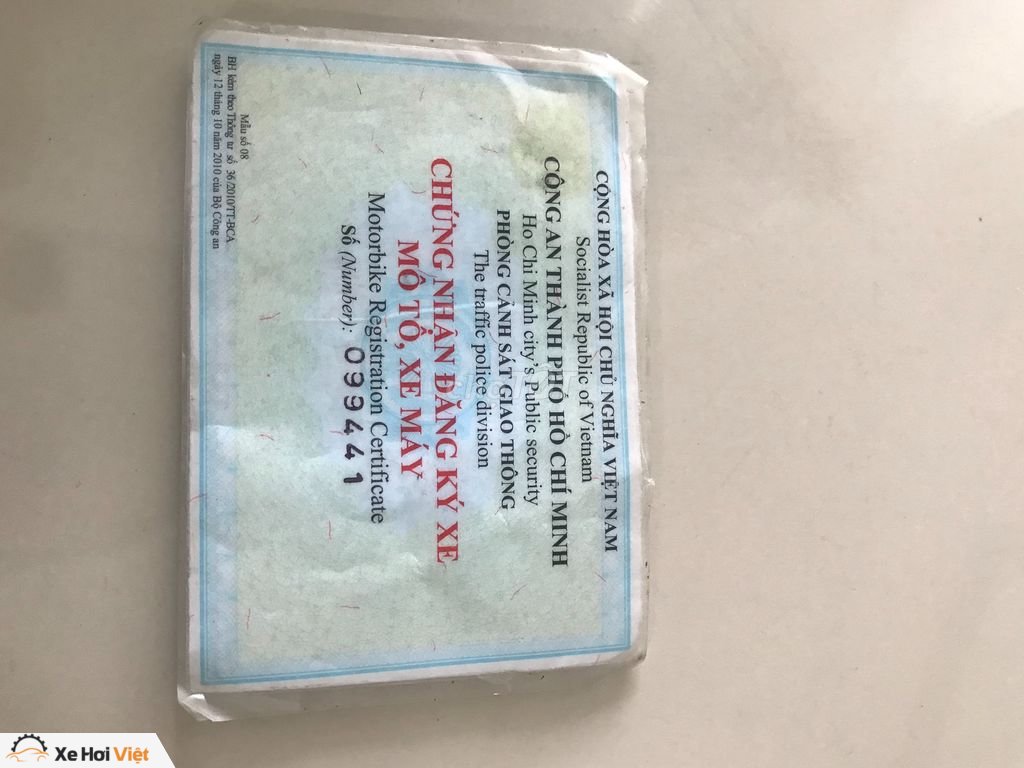 CỘNG HÒA XÃ HỘI CHỦ NGHĨA VIỆT NAM
Socialist Republic of Vietnam
CÔNG AN THÀNH PHỐ HỒ CHÍ MINH
Ho Chi Minh city's Public security
PHÒNG CẢNH SÁT GIAO THÔNG
The traffic police division
CHỨNG NHẬN ĐĂNG KÝ XE
MÔ TÔ, XE MÁY
Motorbike Registration Certificate
Số (Number): 099441
Mẫu số 08
BH kèm theo Thông tư số 36/2010/TT-BCA
ngày 12 tháng 10 năm 2010 của Bộ Công an
Xe Hơi Việt